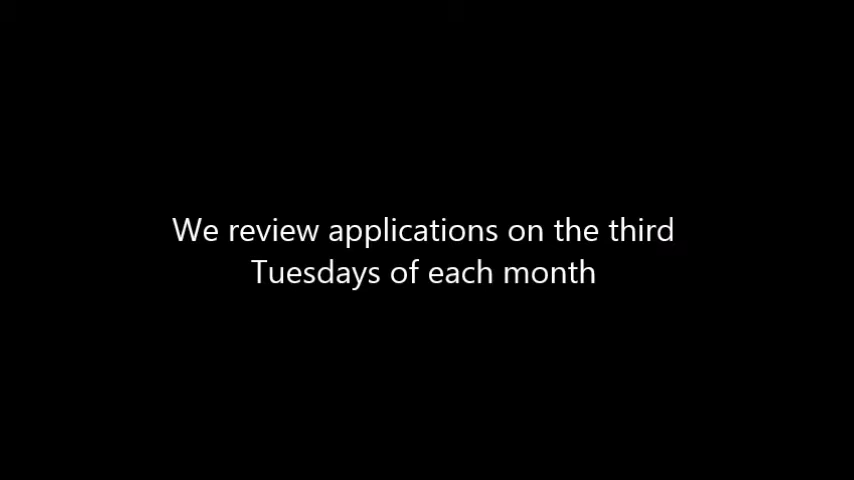 We review applications on the third
Tuesdays of each month